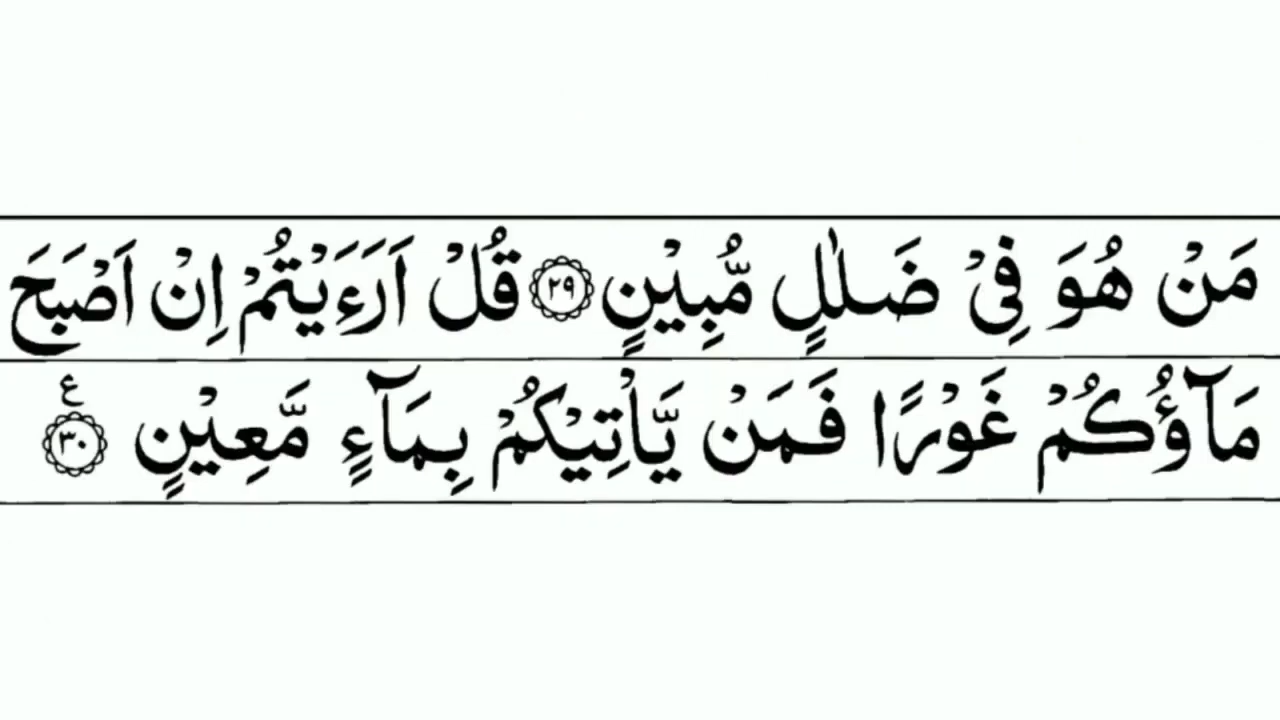 مَنْ هُوَ فِىْ ضَلٰلٍ مُّبِيْنٍ ۝٢٩ قُلْ اَرَءَيْتُمْ اِنْ اَصْبَحَ
مَآؤُكُمْ غَوْرًا فَمَنْ يَّاْتِيْكُمْ بِمَآءٍ مَّعِيْنٍ ۝٣٠ ع